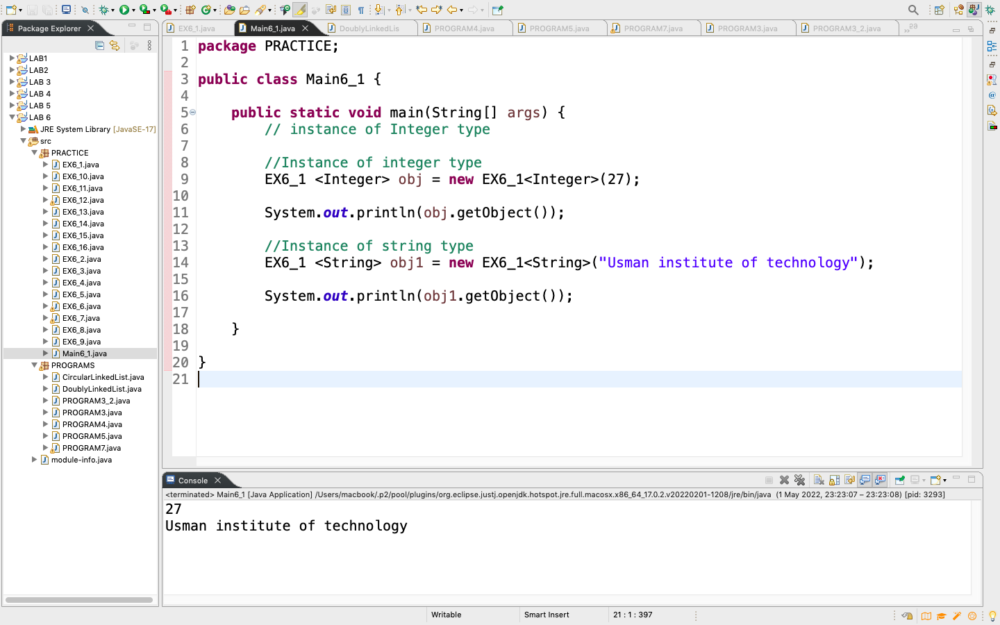 Package Explorer
EX6_1.java
Main6_1.java
DoublyLinkedLis
PROGRAM4.java
PROGRAM5.java
PROGRAM7.java
PROGRAM3.java
PROGRAM3_2.java
LAB1
LAB2
LAB 3
LAB 4
LAB 5
LAB 6
JRE System Library [JavaSE-17]
src
PRACTICE
EX6_1.java
EX6_10.java
EX6_11.java
EX6_12.java
EX6_13.java
EX6_14.java
EX6_15.java
EX6_16.java
EX6_2.java
EX6_3.java
EX6_4.java
EX6_5.java
EX6_6.java
EX6_7.java
EX6_8.java
EX6_9.java
Main6_1.java
PROGRAMS
CircularLinkedList.java
DoublyLinkedList.java
PROGRAM3_2.java
PROGRAM3.java
PROGRAM4.java
PROGRAM5.java
PROGRAM7.java
module-info.java
1 package PRACTICE;
2
3 public class Main6_1 {
4
5 public static void main(String[] args) {
6 // instance of Integer type
7
8 //Instance of integer type
9 EX6_1 <Integer> obj = new EX6_1<Integer>(27);
10
11 System.out.println(obj.getObject());
12
13 //Instance of string type
14 EX6_1 <String> obj1 = new EX6_1<String>("Usman institute of technology");
15
16 System.out.println(obj1.getObject());
17
18 }
19
20 }
21
Console
<terminated> Main6_1 [Java Application] /Users/macbook/.p2/pool/plugins/org.eclipse.justj.openjdk.hotspot.jre.full.macosx.x86_64_17.0.2.v20220201-1208/jre/bin/java (1 May 2022, 23:23:07 – 23:23:08) [pid: 3293]
27
Usman institute of technology
Writable
Smart Insert
21 : 1 : 397